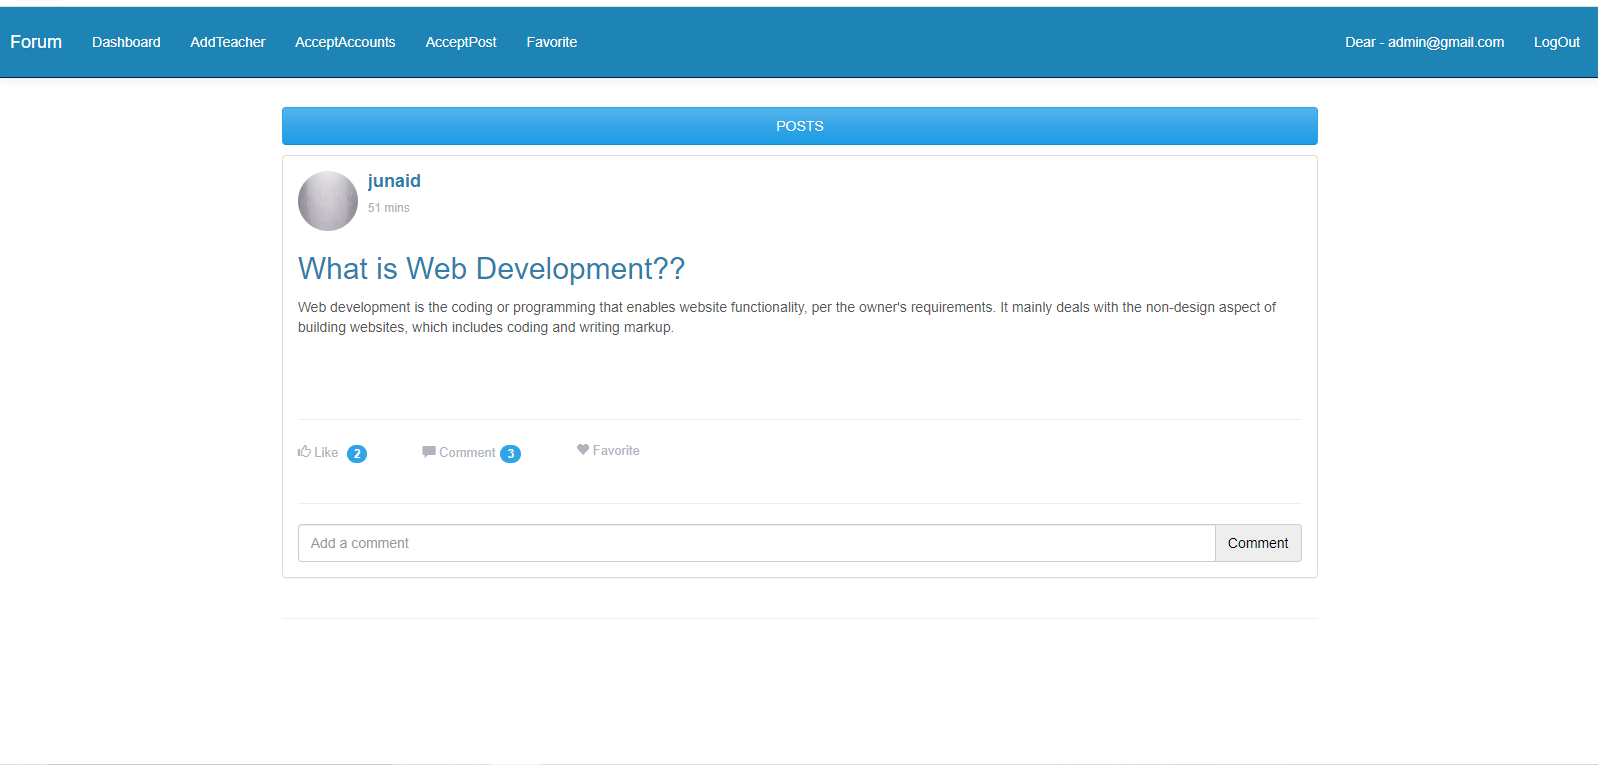 Forum Dashboard AddTeacher AcceptAccounts AcceptPost Favorite Dear - admin@gmail.com LogOut
POSTS
junaid
51 mins
What is Web Development??
Web development is the coding or programming that enables website functionality, per the owner's requirements. It mainly deals with the non-design aspect of
building websites, which includes coding and writing markup.
Like 2 Comment 3 Favorite
Add a comment Comment